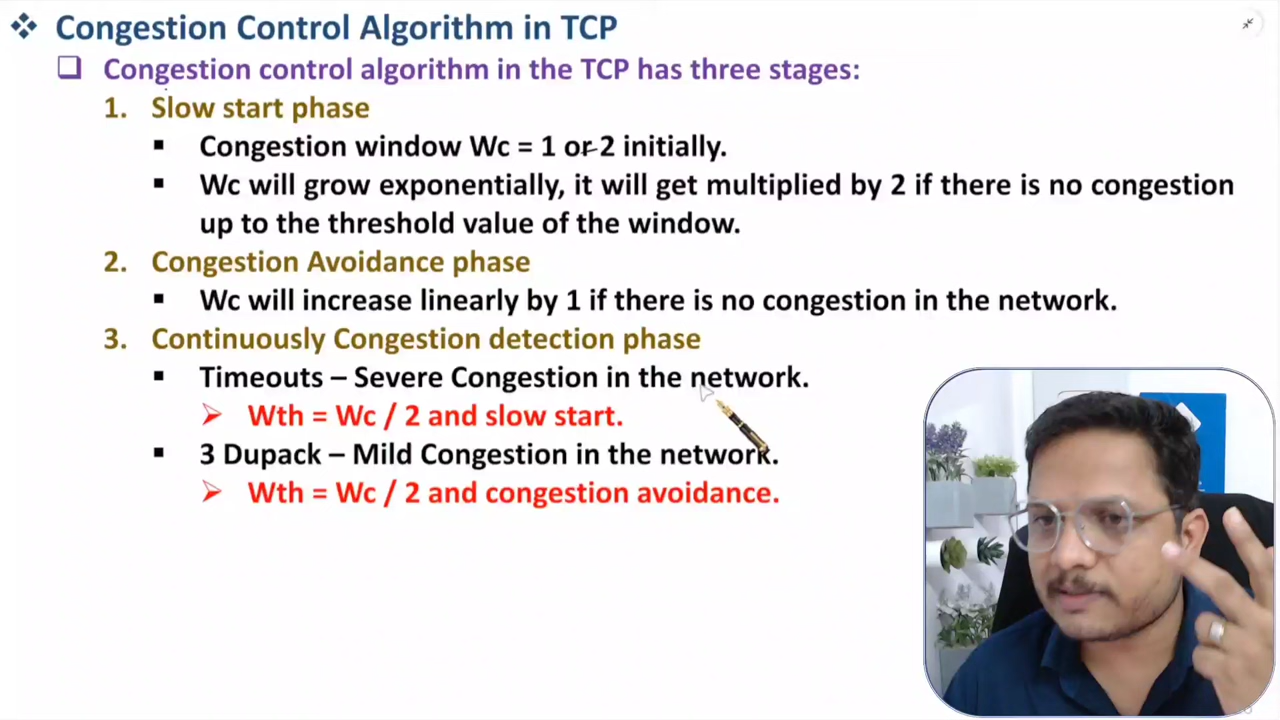 ❖ Congestion Control Algorithm in TCP
❑ Congestion control algorithm in the TCP has three stages:
1. Slow start phase
▪ Congestion window Wc = 1 or 2 initially.
▪ Wc will grow exponentially, it will get multiplied by 2 if there is no congestion
up to the threshold value of the window.
2. Congestion Avoidance phase
▪ Wc will increase linearly by 1 if there is no congestion in the network.
3. Continuously Congestion detection phase
▪ Timeouts – Severe Congestion in the network.
➢ Wth = Wc / 2 and slow start.
▪ 3 Dupack – Mild Congestion in the network.
➢ Wth = Wc / 2 and congestion avoidance.